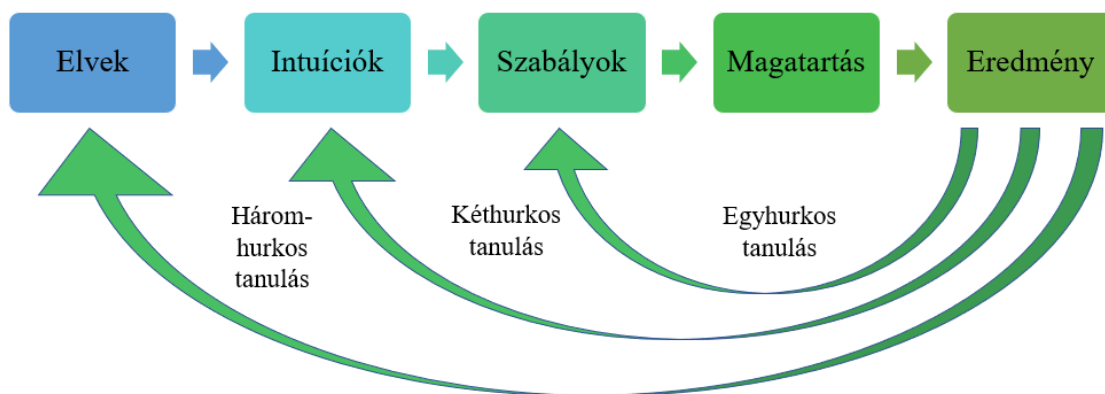 Elvek
Intuíciók
Szabályok
Magatartás
Eredmény
Három-
hurkos
tanulás
Kéthurkos
tanulás
Egyhurkos
tanulás